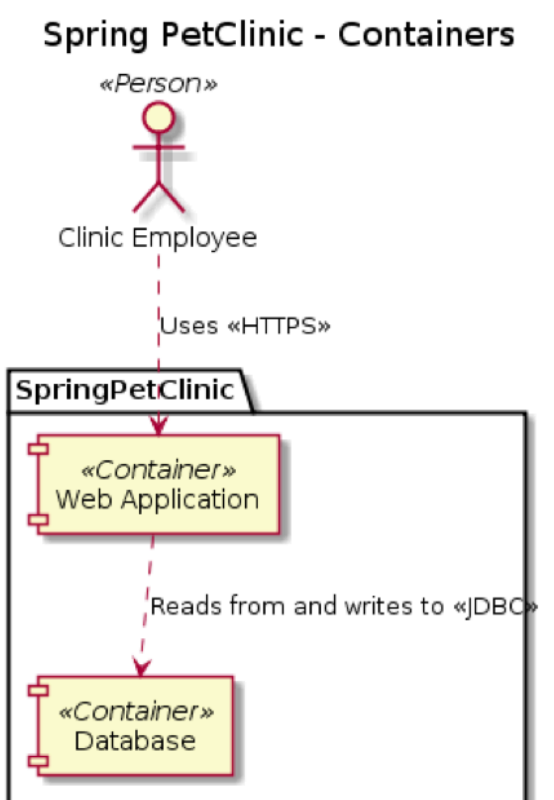 Spring PetClinic - Containers
«Person»
Clinic Employee
Uses «HTTPS»
SpringPetClinic
«Container»
Web Application
Reads from and writes to «JDBC»
«Container»
Database